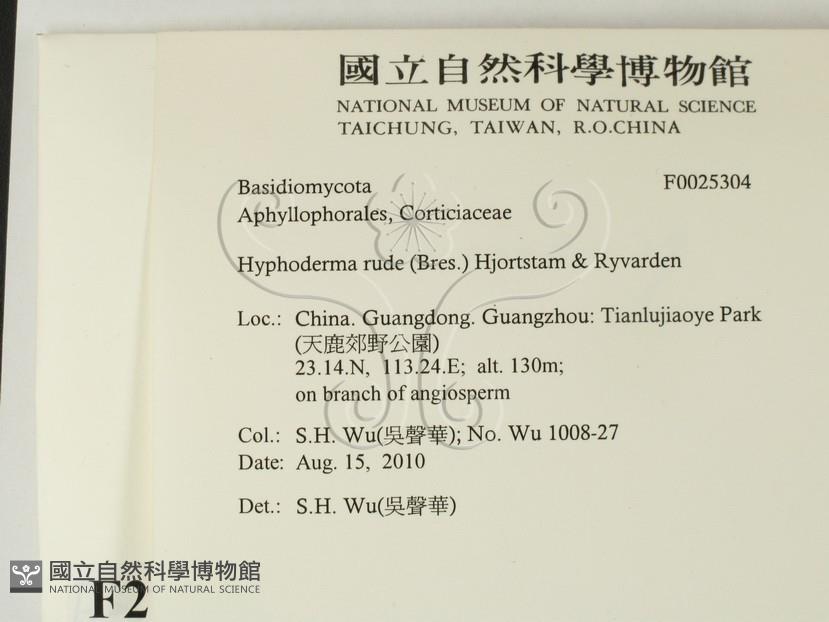 國立自然科學博物館
NATIONAL MUSEUM OF NATURAL SCIENCE
TAICHUNG, TAIWAN, R.O.CHINA
Basidiomycota F0025304
Aphyllophorales, Corticiaceae
Hyphoderma rude (Bres.) Hjortstam & Ryvarden
Loc.: China. Guangdong. Guangzhou: Tianlujiaoye Park
(天鹿郊野公園)
23.14.N, 113.24.E; alt. 130m;
on branch of angiosperm
Col.: S.H. Wu(吳聲華); No. Wu 1008-27
Date: Aug. 15, 2010
Det.: S.H. Wu(吳聲華)
國立自然科學博物館
NATIONAL MUSEUM OF NATURAL SCIENCE
F2